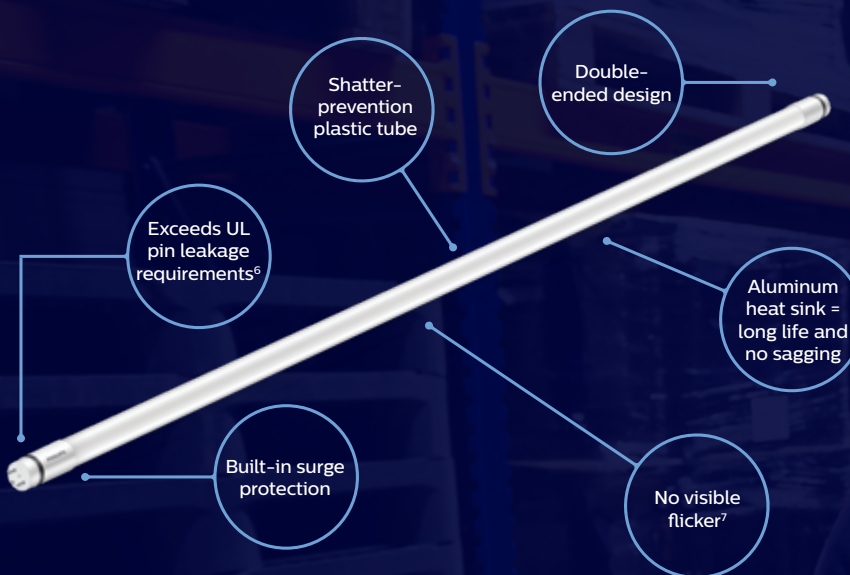 Double-
ended design
Shatter-
prevention
plastic tube
Exceeds UL
pin leakage
requirements⁶
Aluminum
heat sink =
long life and
no sagging
Built-in surge
protection
No visible
flicker⁷